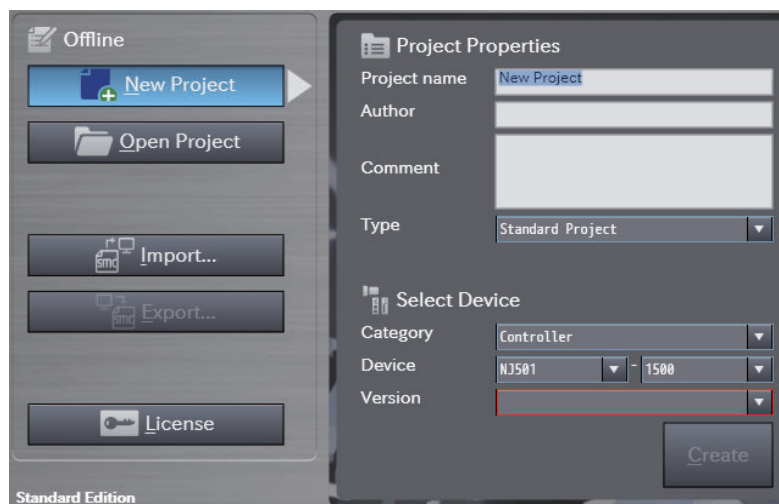 Offline
New Project
Open Project
Import...
Export...
License
Standard Edition
Project Properties
Project name New Project
Author
Comment
Type Standard Project
Select Device
Category Controller
Device NJ501 - 1500
Version
Create